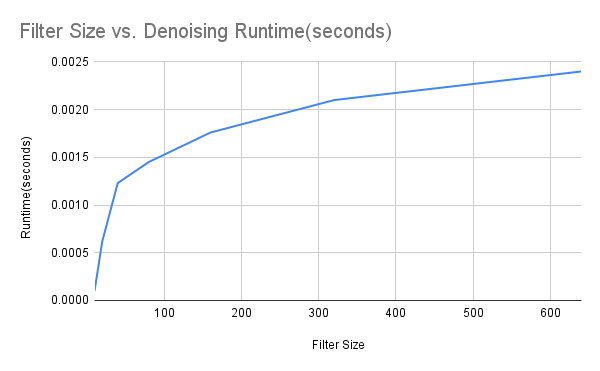 Filter Size vs. Denoising Runtime(seconds)
0.0025
0.0020
0.0015
0.0010
0.0005
0.0000
Runtime(seconds)
100 200 300 400 500 600
Filter Size